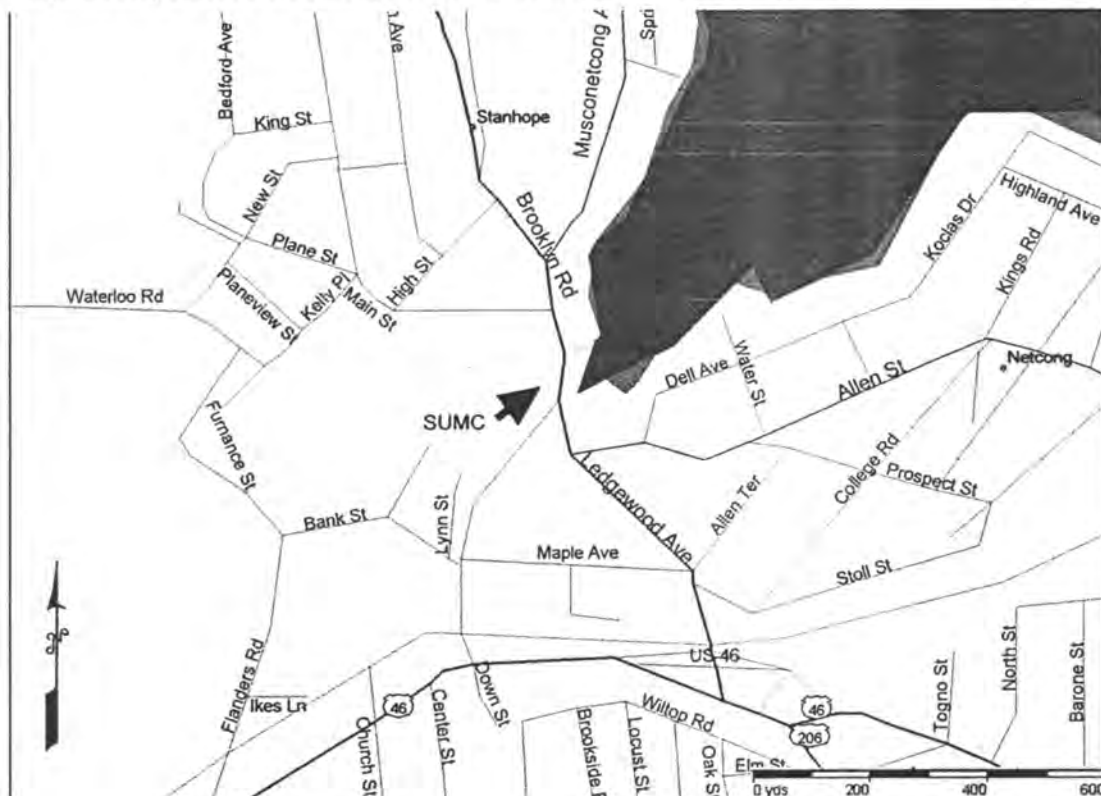 Bedford Ave
Ave
Musconetcong A
Spri
King St
Stanhope
New St
Brooklyn Rd
Highland Ave
Koclas Dr
Kings Rd
Plane St
High St
Kelly Pl
Main St
Planeview St
Waterloo Rd
Netcong
Dell Ave
Water St
Allen St
SUMC
Furnance St
Ledgewood Ave
College Rd
Prospect St
Allen Ter
Bank St
Lynn St
Maple Ave
Stoll St
Flanders Rd
US 46
North St
Barone St
Togno St
Ikes Ln
Church St
46
Center St
Down St
Brookside
Locust St
Wiltop Rd
Oak S
46
206
Elm St
0 yds
200
400
600